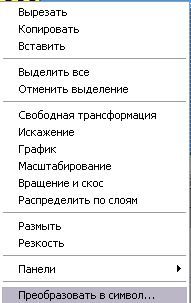 Вырезать
Копировать
Вставить
Выделить все
Отменить выделение
Свободная трансформация
Искажение
График
Масштабирование
Вращение и скос
Распределить по слоям
Размыть
Резкость
Панели
Преобразовать в символ...